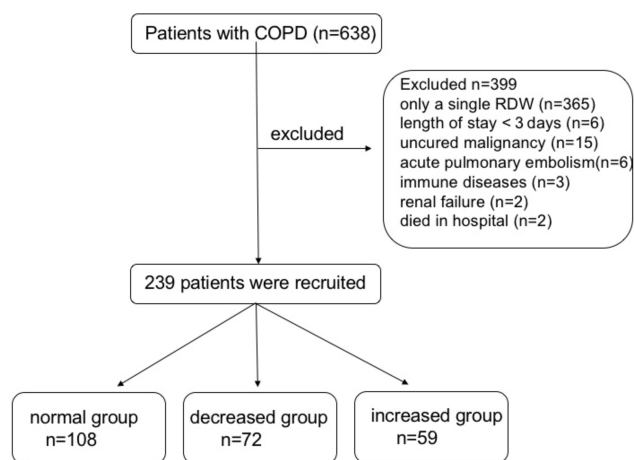 Patients with COPD (n=638)
Excluded n=399
only a single RDW (n=365)
length of stay < 3 days (n=6)
uncured malignancy (n=15)
acute pulmonary embolism(n=6)
immune diseases (n=3)
renal failure (n=2)
died in hospital (n=2)
excluded
239 patients were recruited
normal group
n=108
decreased group
n=72
increased group
n=59